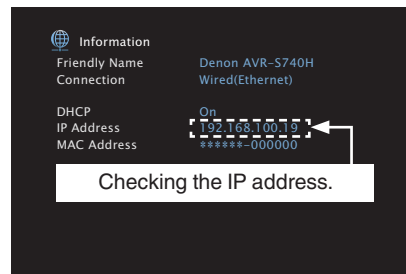 Information
Friendly Name Denon AVR-S740H
Connection Wired(Ethernet)
DHCP On
IP Address 192.168.100.19
MAC Address ******-000000
Checking the IP address.